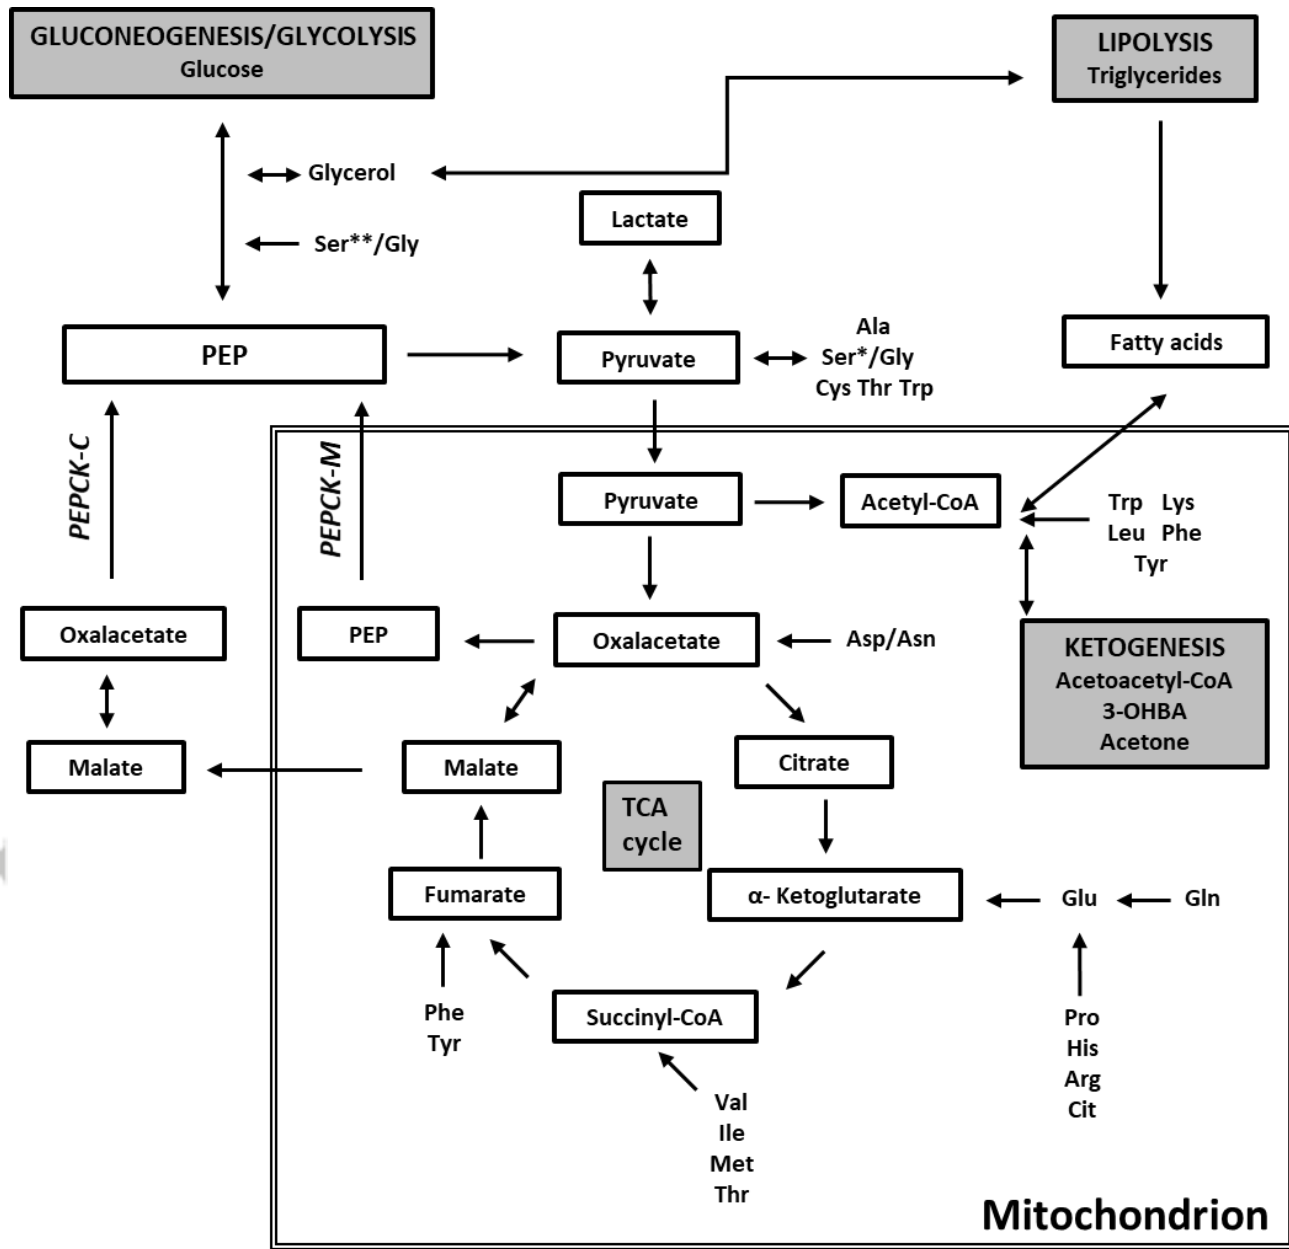 GLUCONEOGENESIS/GLYCOLYSIS
Glucose
LIPOLYSIS
Triglycerides
Glycerol
Lactate
Ser**/Gly
PEP
Pyruvate
Ala
Ser*/Gly
Cys Thr Trp
Fatty acids
PEPCK-C
PEPCK-M
Pyruvate
Acetyl-CoA
Trp Lys
Leu Phe
Tyr
Oxalacetate
PEP
Oxalacetate
Asp/Asn
KETOGENESIS
Acetoacetyl-CoA
3-OHBA
Acetone
Malate
Malate
Citrate
TCA
cycle
Fumarate
α- Ketoglutarate
Glu
Gln
Phe
Tyr
Succinyl-CoA
Pro
His
Arg
Cit
Val
Ile
Met
Thr
Mitochondrion